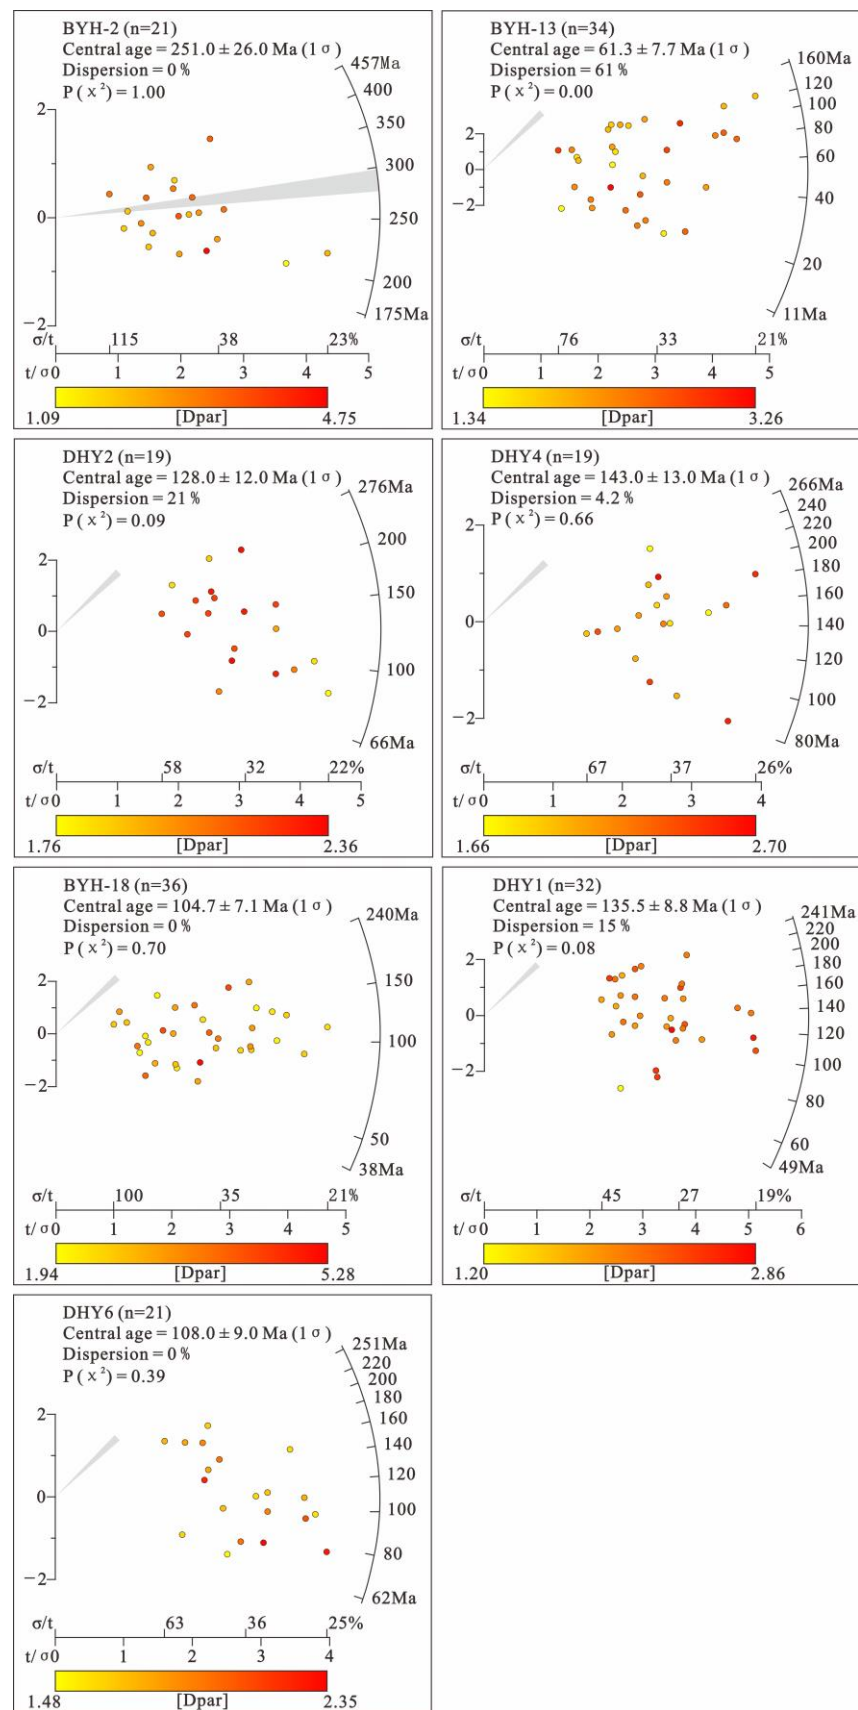 BYH-2 (n=21)
Central age = 251.0 ± 26.0 Ma (1 σ)
Dispersion = 0 %
P ( χ²) = 1.00
457Ma
400
350
300
250
200
175Ma
2
0
−2
σ/t 115 38 23%
t/σ0 1 2 3 4 5
1.09 [Dpar] 4.75
BYH-13 (n=34)
Central age = 61.3 ± 7.7 Ma (1 σ)
Dispersion = 61 %
P ( χ²) = 0.00
160Ma
120
100
80
60
40
20
11Ma
2
0
−2
σ/t 76 33 21%
t/σ0 1 2 3 4 5
1.34 [Dpar] 3.26
DHY2 (n=19)
Central age = 128.0 ± 12.0 Ma (1 σ)
Dispersion = 21 %
P ( χ²) = 0.09
276Ma
200
150
100
66Ma
2
0
−2
σ/t 58 32 22%
t/σ0 1 2 3 4 5
1.76 [Dpar] 2.36
DHY4 (n=19)
Central age = 143.0 ± 13.0 Ma (1 σ)
Dispersion = 4.2 %
P ( χ²) = 0.66
266Ma
240
220
200
180
160
140
120
100
80Ma
2
0
−2
σ/t 67 37 26%
t/σ0 1 2 3 4
1.66 [Dpar] 2.70
BYH-18 (n=36)
Central age = 104.7 ± 7.1 Ma (1 σ)
Dispersion = 0 %
P ( χ²) = 0.70
240Ma
150
100
50
38Ma
2
0
−2
σ/t 100 35 21%
t/σ0 1 2 3 4 5
1.94 [Dpar] 5.28
DHY1 (n=32)
Central age = 135.5 ± 8.8 Ma (1 σ)
Dispersion = 15 %
P ( χ²) = 0.08
241Ma
220
200
180
160
140
120
100
80
60
49Ma
2
0
−2
σ/t 45 27 19%
t/σ0 1 2 3 4 5 6
1.20 [Dpar] 2.86
DHY6 (n=21)
Central age = 108.0 ± 9.0 Ma (1 σ)
Dispersion = 0 %
P ( χ²) = 0.39
251Ma
220
200
180
160
140
120
100
80
62Ma
2
0
−2
σ/t 63 36 25%
t/σ0 1 2 3 4
1.48 [Dpar] 2.35